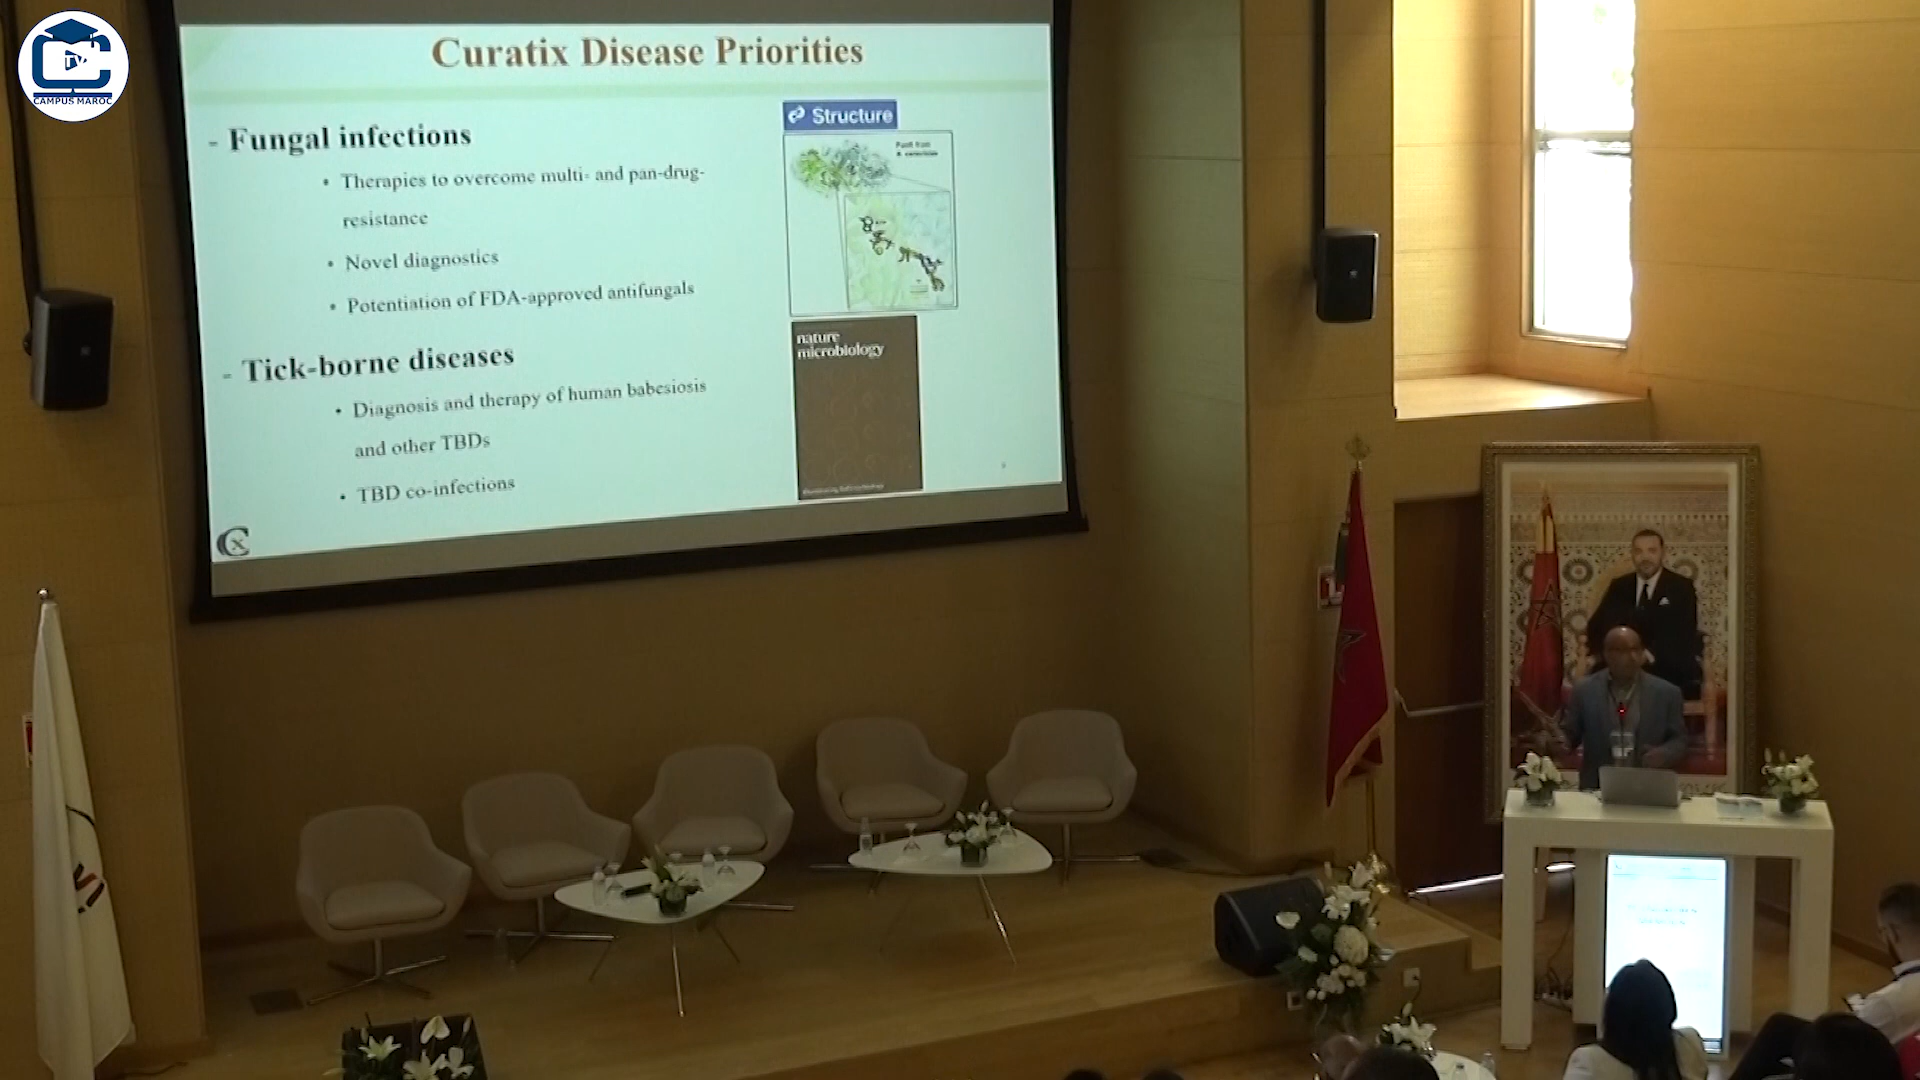 TV
CAMPUS MAROC
Curatix Disease Priorities
- Fungal infections
• Therapies to overcome multi- and pan-drug-
resistance
• Novel diagnostics
• Potentiation of FDA-approved antifungals
- Tick-borne diseases
• Diagnosis and therapy of human babesiosis
and other TBDs
• TBD co-infections
Structure
nature
microbiology
Cx